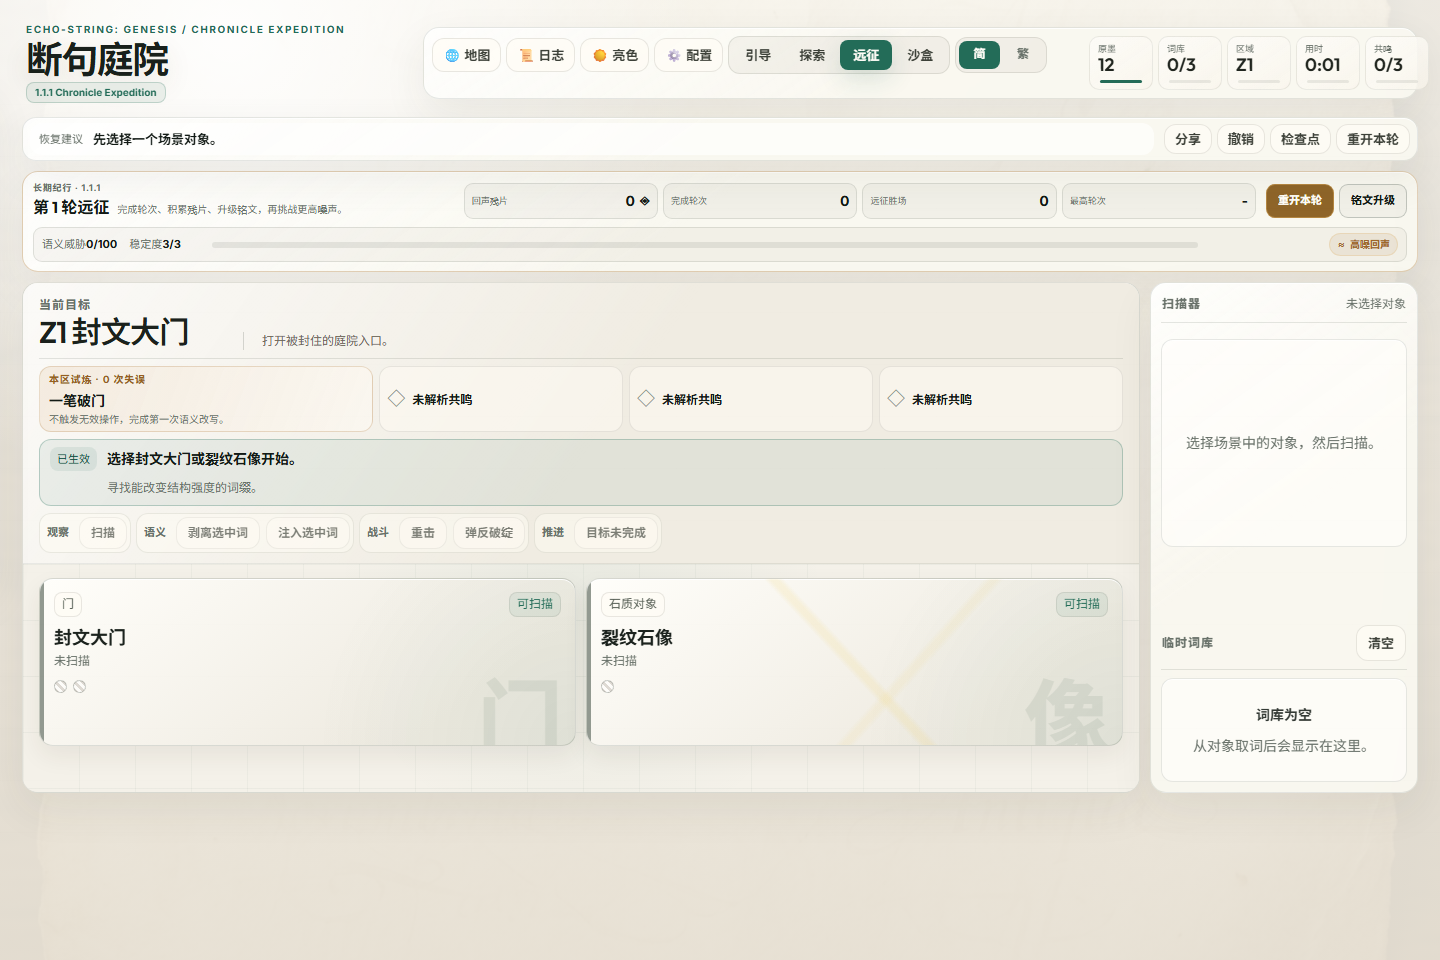 ECHO-STRING: GENESIS / CHRONICLE EXPEDITION
断句庭院
1.1.1 Chronicle Expedition
地图
日志
亮色
配置
引导
探索
远征
沙盒
简
繁
原墨
12
词库
0/3
区域
Z1
用时
0:01
共鸣
0/3
恢复建议
先选择一个场景对象。
分享
撤销
检查点
重开本轮
长期纪行 · 1.1.1
第1轮远征
完成轮次、积累残片、升级铭文，再挑战更高噪声。
回声残片
0 ◈
完成轮次
0
远征胜场
0
最高轮次
-
重开本轮
铭文升级
语义威胁0/100
稳定度3/3
≈ 高噪回声
当前目标
Z1 封文大门
打开被封住的庭院入口。
本区试炼 · 0 次失误
一笔破门
不触发无效操作，完成第一次语义改写。
未解析共鸣
未解析共鸣
未解析共鸣
已生效
选择封文大门或裂纹石像开始。
寻找能改变结构强度的词缀。
观察
扫描
语义
剥离选中词
注入选中词
战斗
重击
弹反破绽
推进
目标未完成
门
可扫描
封文大门
未扫描
门
石质对象
可扫描
裂纹石像
未扫描
像
扫描器
未选择对象
选择场景中的对象，然后扫描。
临时词库
清空
词库为空
从对象取词后会显示在这里。